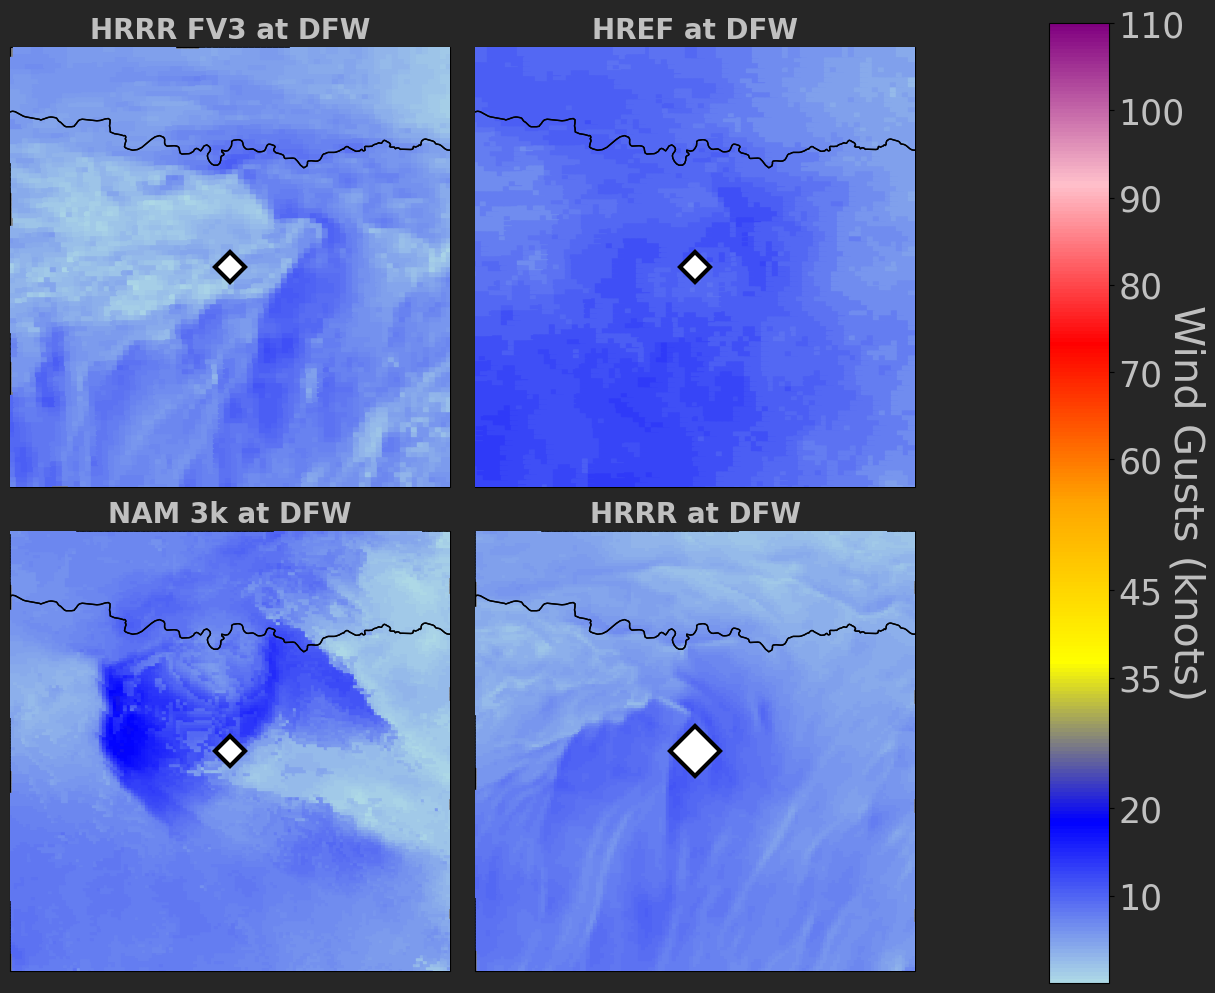 HRRR FV3 at DFW
HREF at DFW
NAM 3k at DFW
HRRR at DFW
110
100
90
80
70
60
45
35
20
10
Wind Gusts (knots)